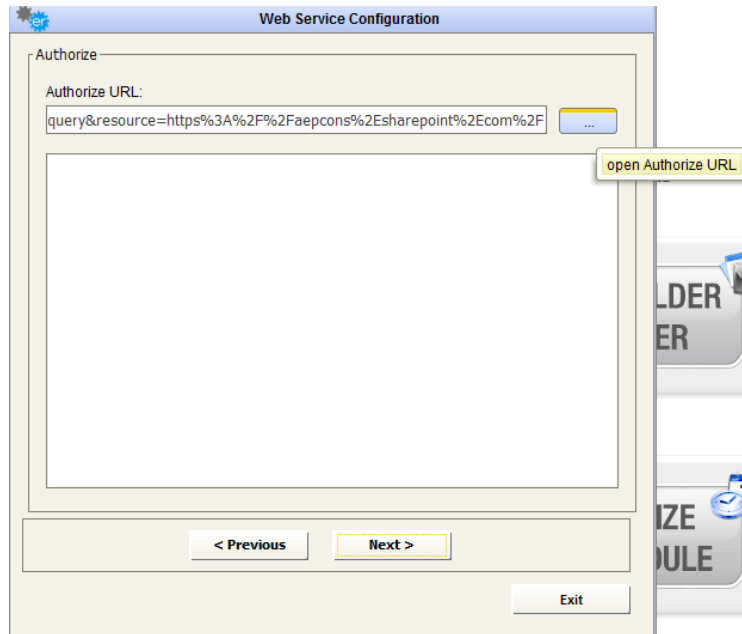 er
Web Service Configuration
Authorize
Authorize URL:
query&resource=https%3A%2F%2Faepcons%2Esharepoint%2Ecom%2F
...
open Authorize URL
LDER
ER
< Previous
Next >
IZE
DULE
Exit